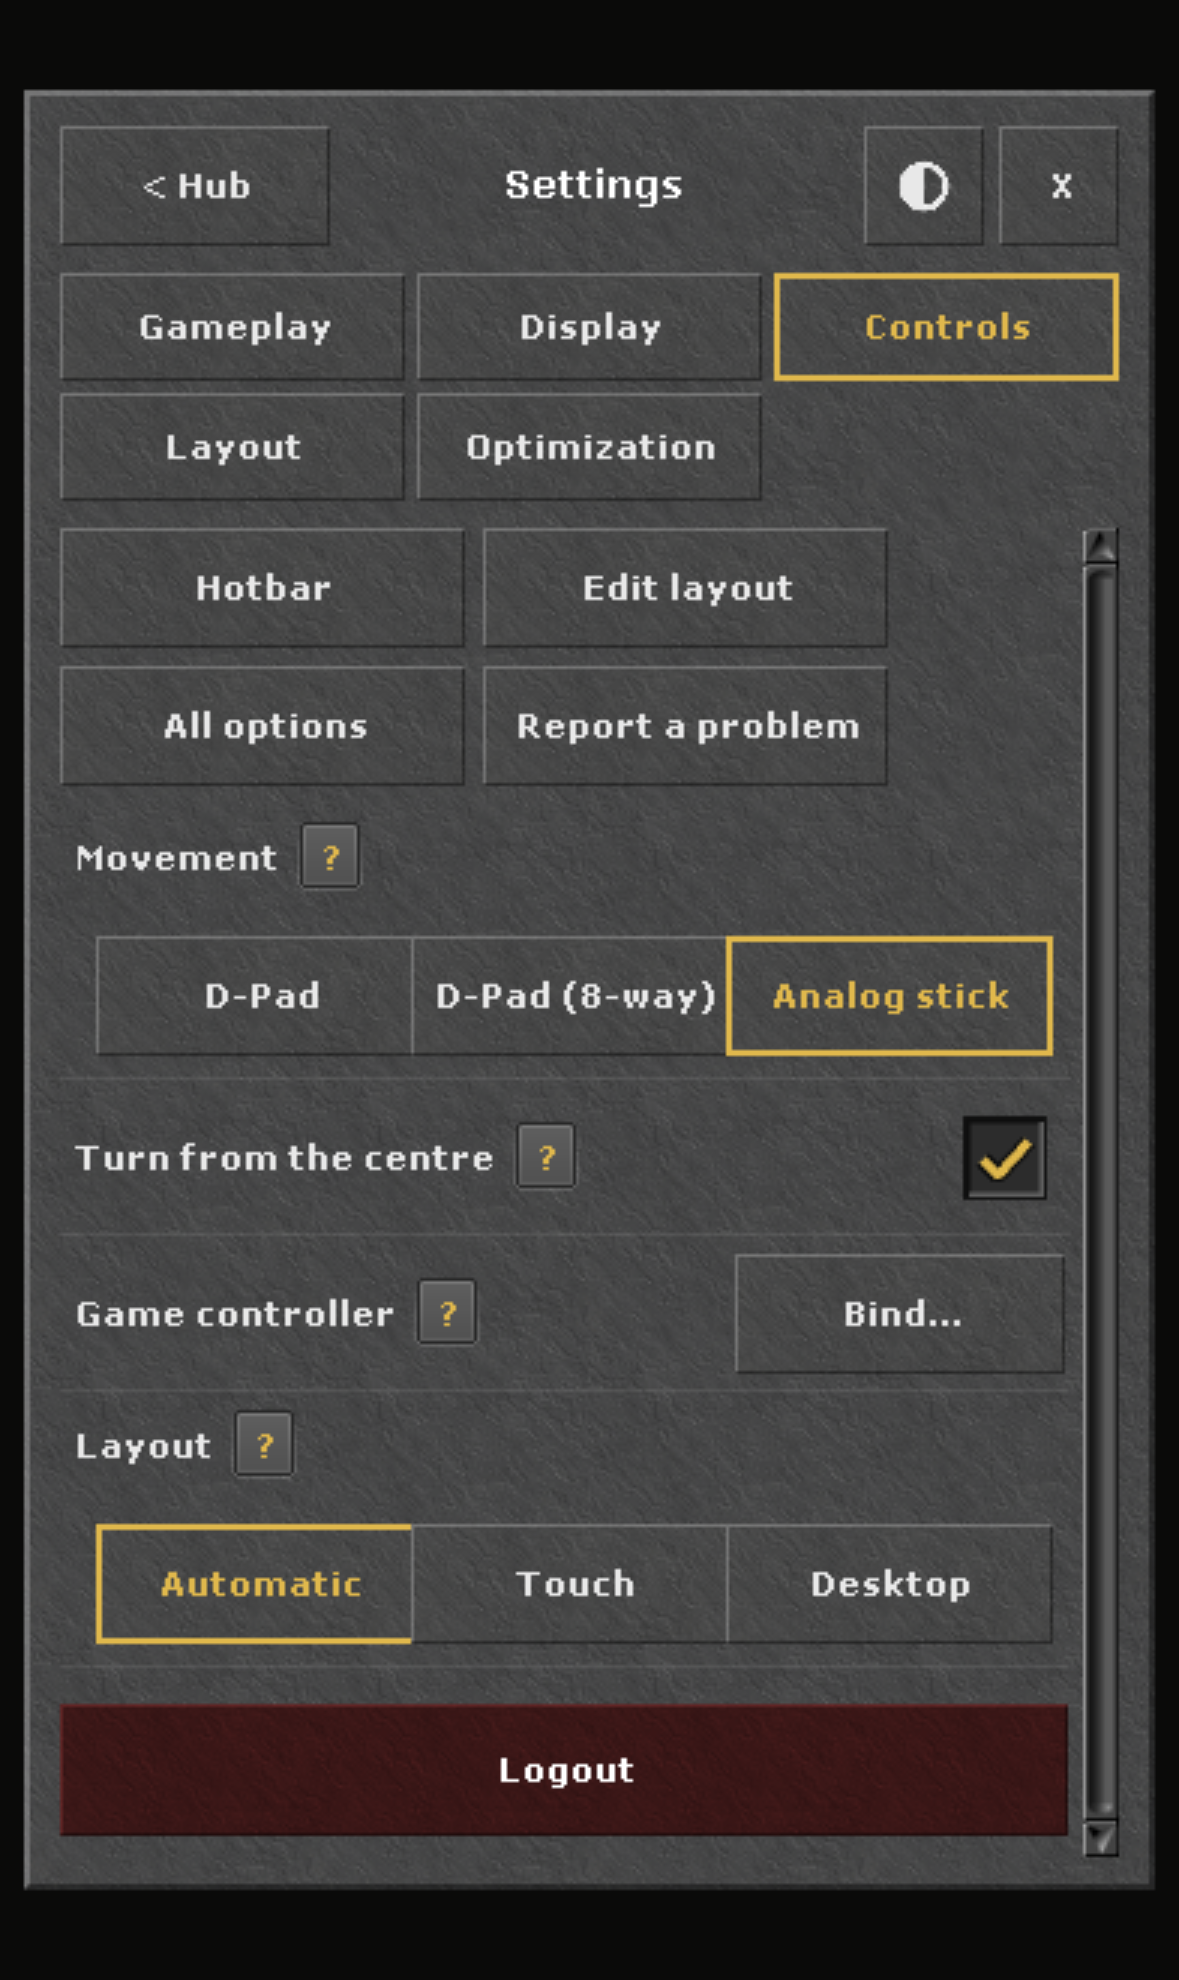 < Hub Settings X
Gameplay Display Controls
Layout Optimization
Hotbar Edit layout
All options Report a problem
Movement ?
D-Pad D-Pad (8-way) Analog stick
Turn from the centre ?
Game controller ? Bind...
Layout ?
Automatic Touch Desktop
Logout